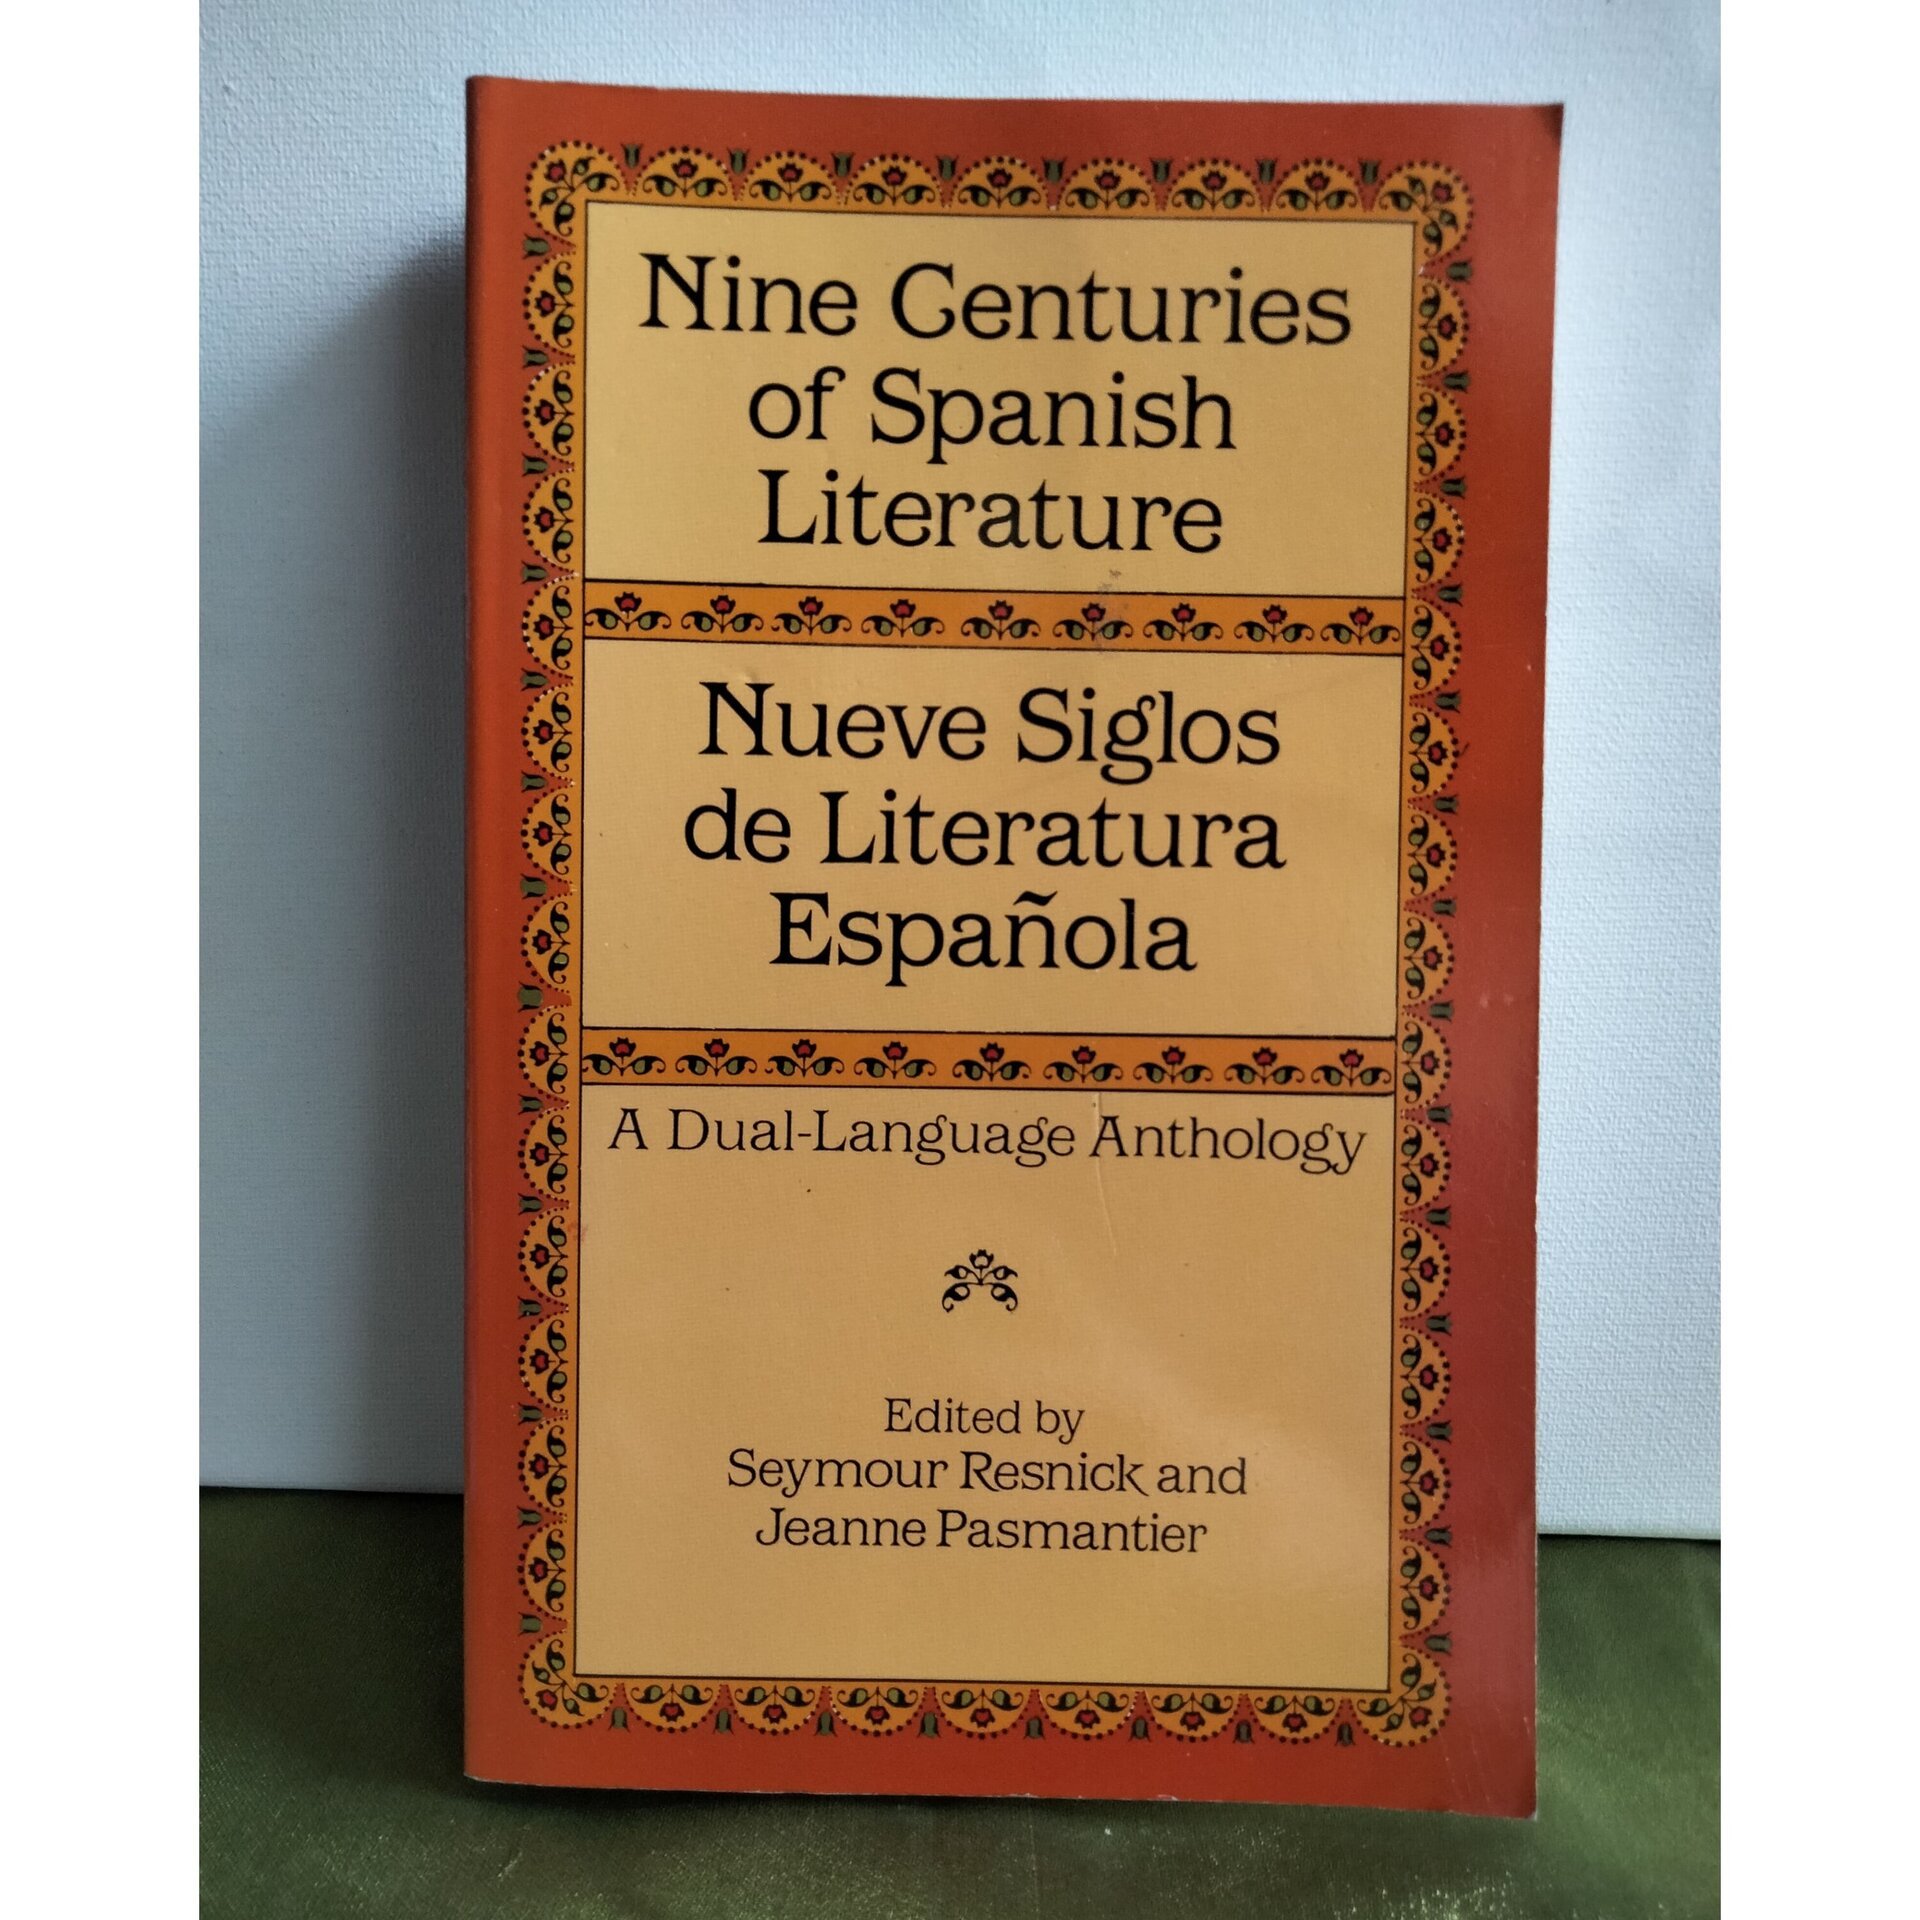 Nine Centuries
of Spanish
Literature
Nueve Siglos
de Literatura
Española
A Dual-Language Anthology
Edited by
Seymour Resnick and
Jeanne Pasmantier